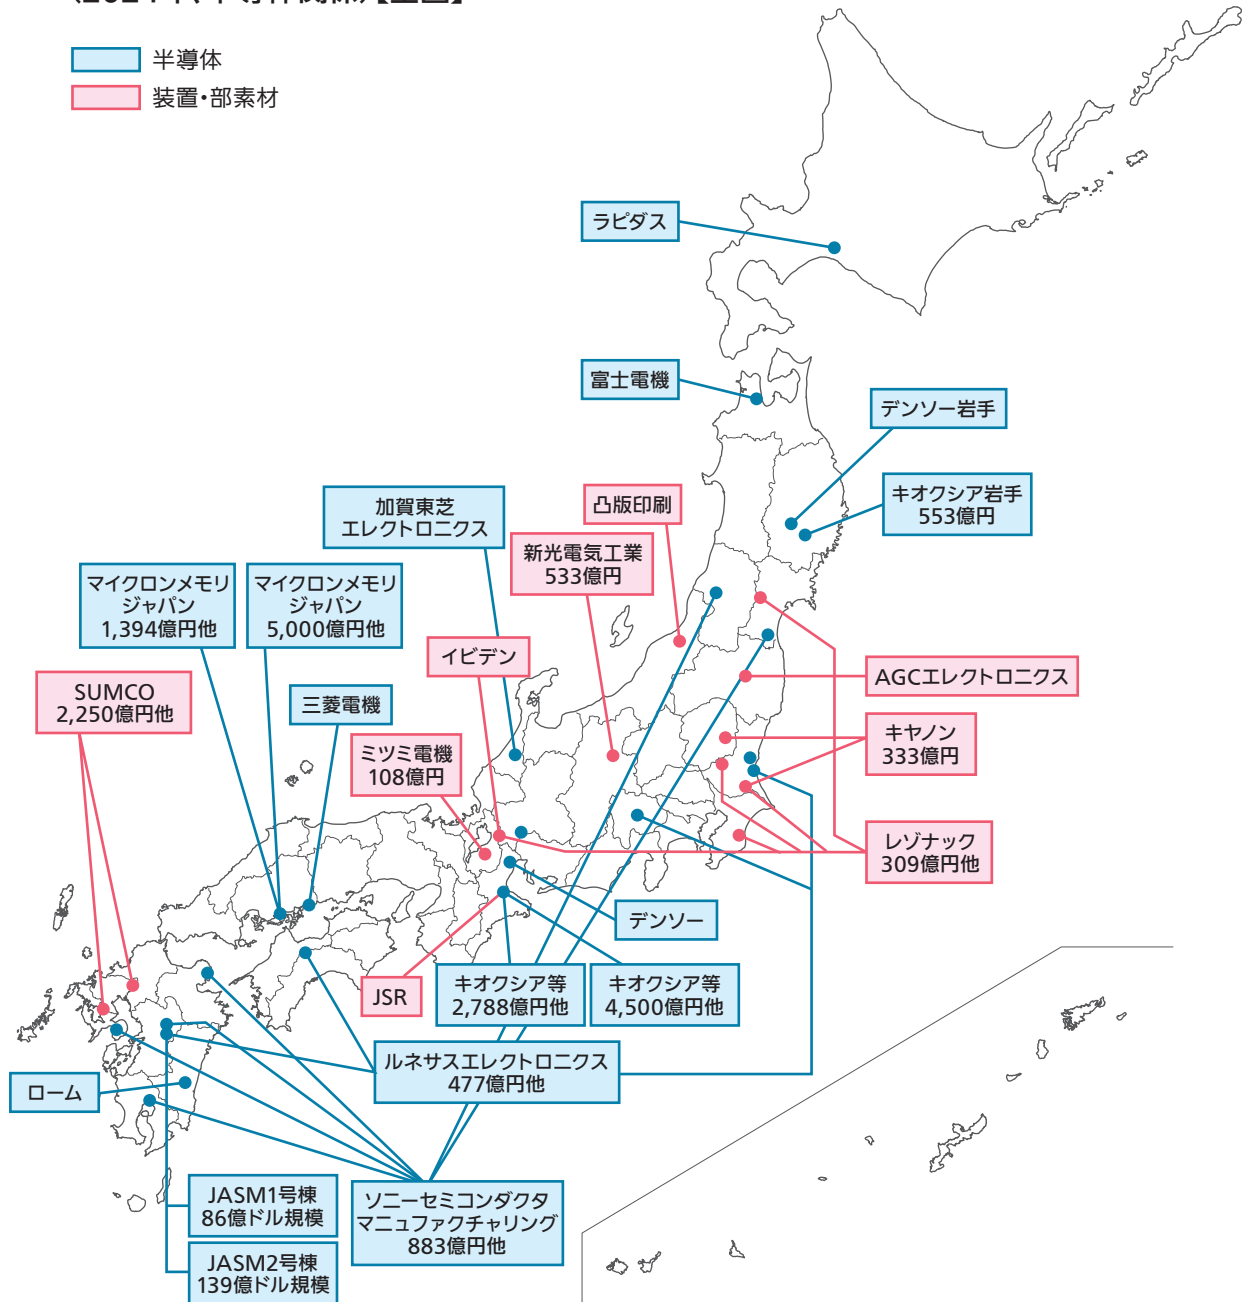 半導体
装置・部素材
ラピダス
富士電機
デンソー岩手
キオクシア岩手
553億円
加賀東芝
エレクトロニクス
凸版印刷
新光電気工業
533億円
マイクロンメモリ
ジャパン
1,394億円他
マイクロンメモリ
ジャパン
5,000億円他
イビデン
AGCエレクトロニクス
SUMCO
2,250億円他
三菱電機
ミツミ電機
108億円
キヤノン
333億円
レゾナック
309億円他
デンソー
JSR
キオクシア等
2,788億円他
キオクシア等
4,500億円他
ルネサスエレクトロニクス
477億円他
ローム
JASM1号棟
86億ドル規模
ソニーセミコンダクタ
マニュファクチャリング
883億円他
JASM2号棟
139億ドル規模